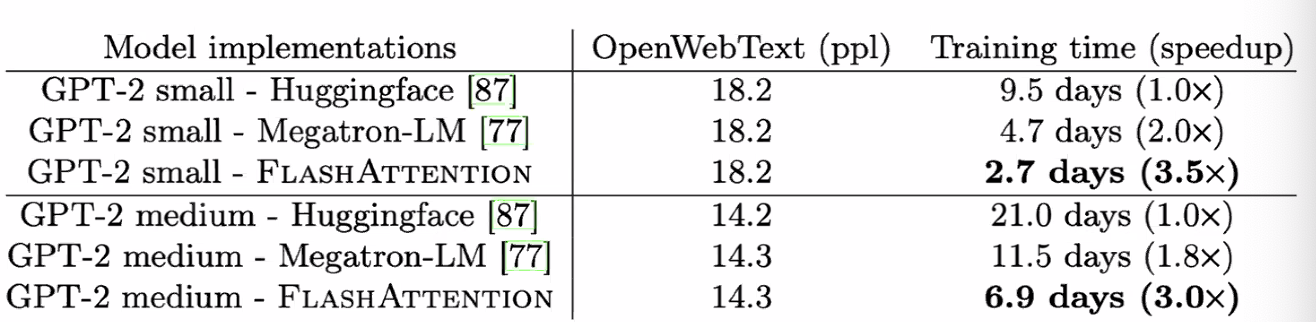 Model implementations OpenWebText (ppl) Training time (speedup)
GPT-2 small - Huggingface [87] 18.2 9.5 days (1.0×)
GPT-2 small - Megatron-LM [77] 18.2 4.7 days (2.0×)
GPT-2 small - FLASHATTENTION 18.2 2.7 days (3.5×)
GPT-2 medium - Huggingface [87] 14.2 21.0 days (1.0×)
GPT-2 medium - Megatron-LM [77] 14.3 11.5 days (1.8×)
GPT-2 medium - FLASHATTENTION 14.3 6.9 days (3.0×)